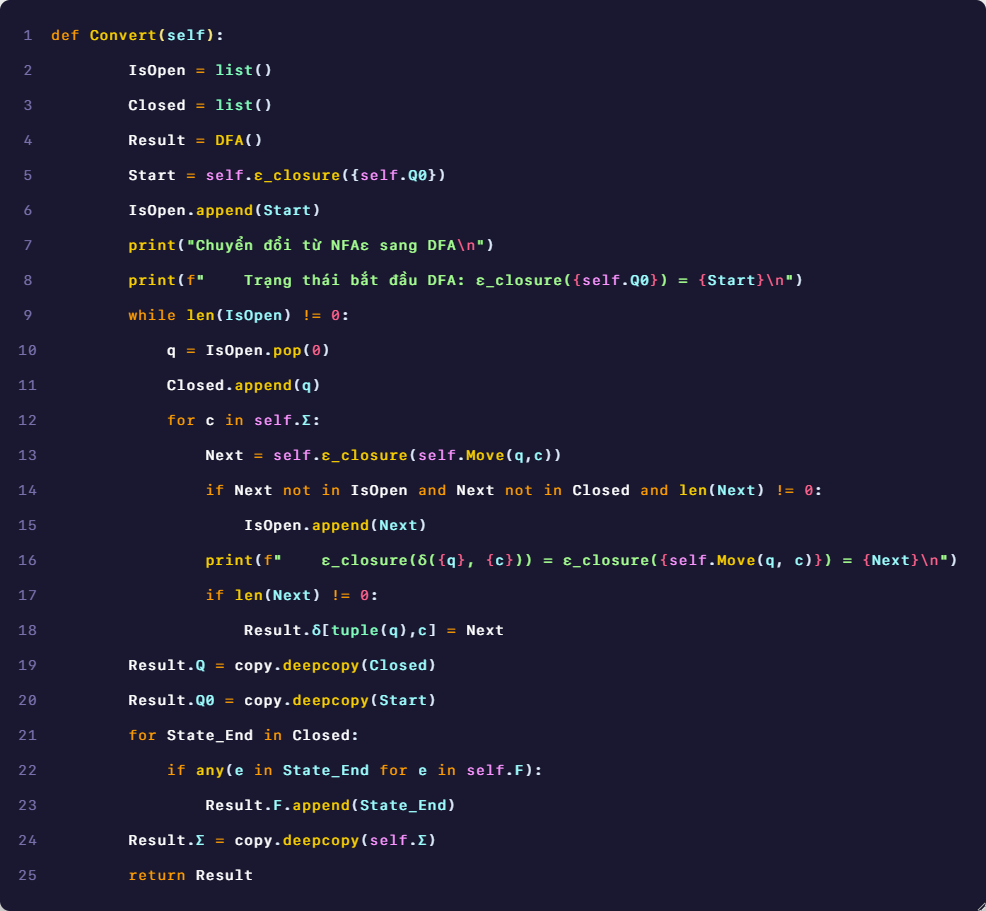 1 def Convert(self):
2         IsOpen = list()
3         Closed = list()
4         Result = DFA()
5         Start = self.ε_closure({self.Q0})
6         IsOpen.append(Start)
7         print("Chuyển đổi từ NFAε sang DFA\n")
8         print(f"    Trạng thái bắt đầu DFA: ε_closure({self.Q0}) = {Start}\n")
9         while len(IsOpen) != 0:
10             q = IsOpen.pop(0)
11             Closed.append(q)
12             for c in self.Σ:
13                 Next = self.ε_closure(self.Move(q,c))
14                 if Next not in IsOpen and Next not in Closed and len(Next) != 0:
15                     IsOpen.append(Next)
16                 print(f"    ε_closure(δ({q}, {c})) = ε_closure({self.Move(q, c)}) = {Next}\n")
17                 if len(Next) != 0:
18                     Result.δ[tuple(q),c] = Next
19         Result.Q = copy.deepcopy(Closed)
20         Result.Q0 = copy.deepcopy(Start)
21         for State_End in Closed:
22             if any(e in State_End for e in self.F):
23                 Result.F.append(State_End)
24         Result.Σ = copy.deepcopy(self.Σ)
25         return Result